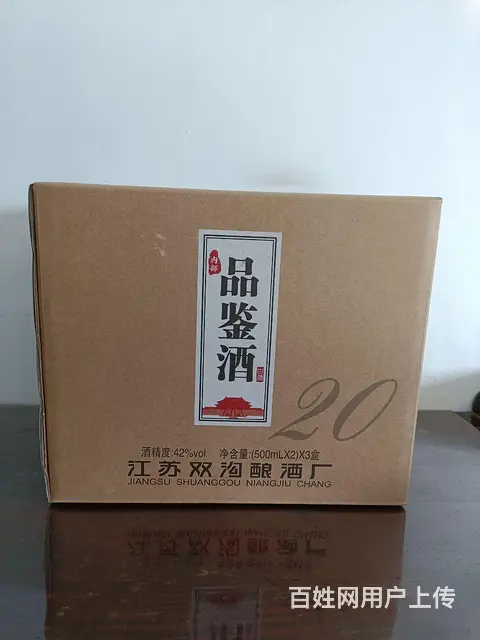 内部
品鉴酒
20
酒精度:42%vol 净含量:(500mLX2)X3盒
江苏双沟酿酒厂
JIANGSU SHUANGGOU NIANGJIU CHANG
百姓网用户上传